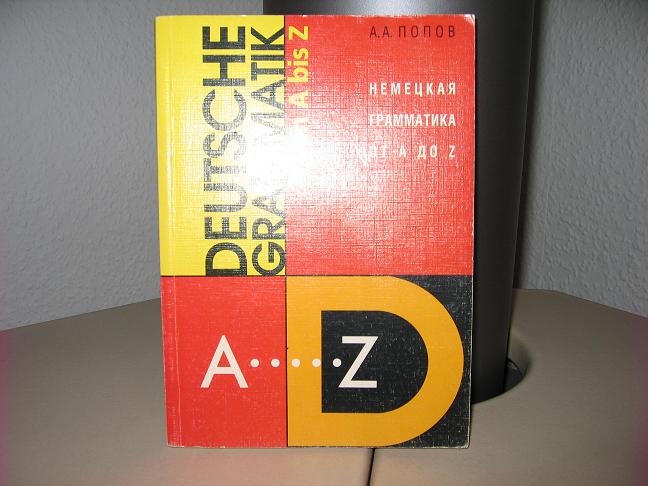 DEUTSCHE
GRAMMATIK
A bis Z
А.А. ПОПОВ
НЕМЕЦКАЯ
ГРАММАТИКА
ОТ А ДО Z
A.....Z
D